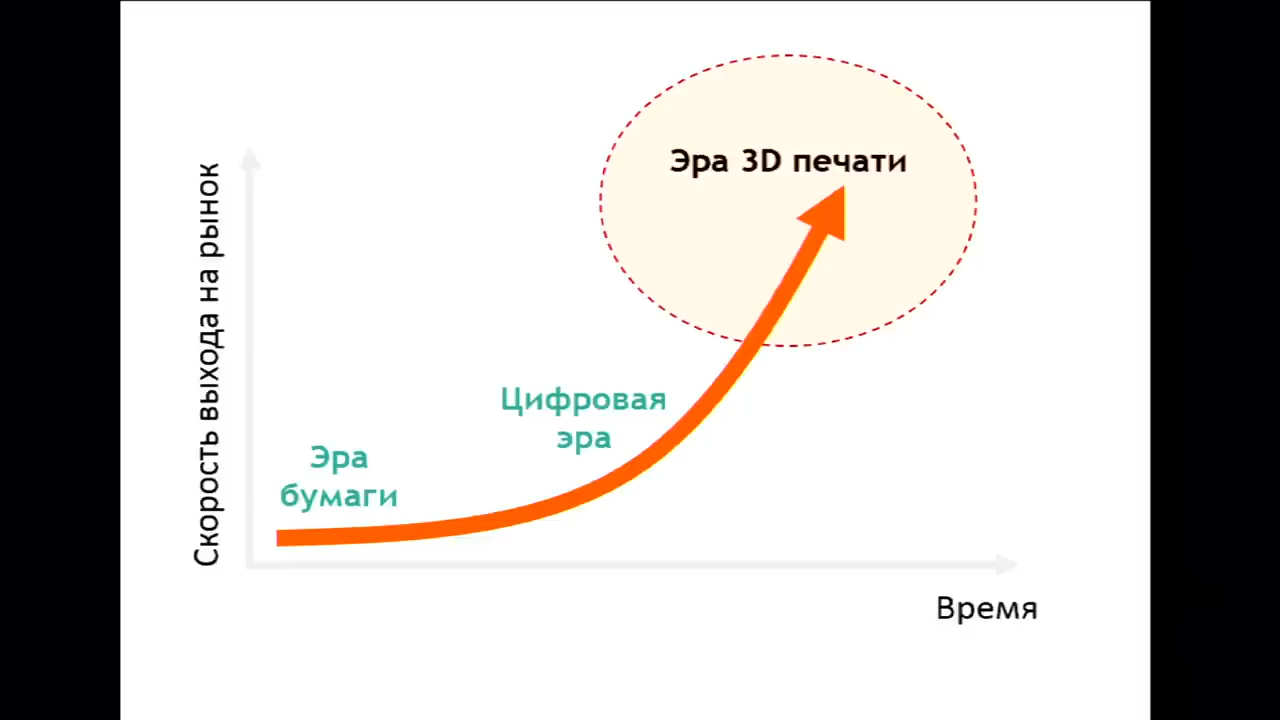 Эра 3D печати
Скорость выхода на рынок
Цифровая
эра
Эра
бумаги
Время